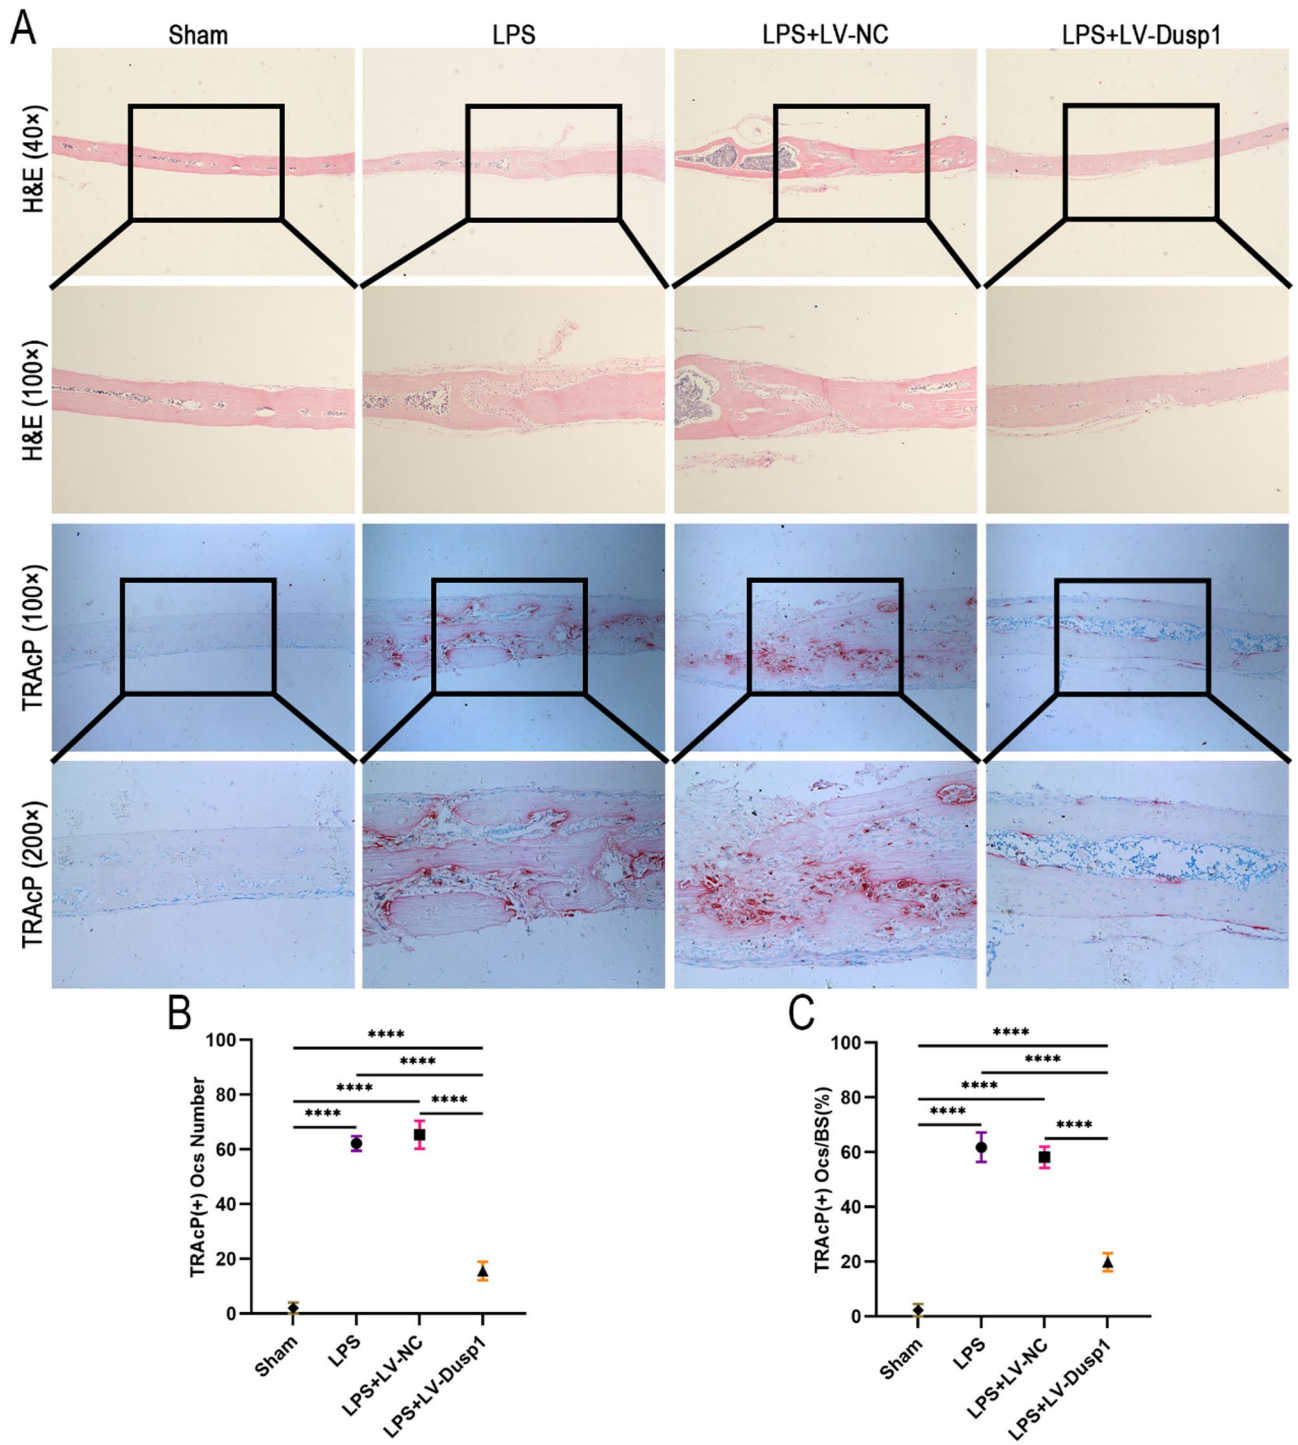 A
Sham
LPS
LPS+LV-NC
LPS+LV-Dusp1
H&E (40×)
H&E (100×)
TRAcP (100×)
TRAcP (200×)
B
TRAcP(+) Ocs Number
100
80
60
40
20
0
****
****
****
****
****
Sham
LPS
LPS+LV-NC
LPS+LV-Dusp1
C
TRAcP(+) Ocs/BS(%)
100
80
60
40
20
0
****
****
****
****
****
Sham
LPS
LPS+LV-NC
LPS+LV-Dusp1